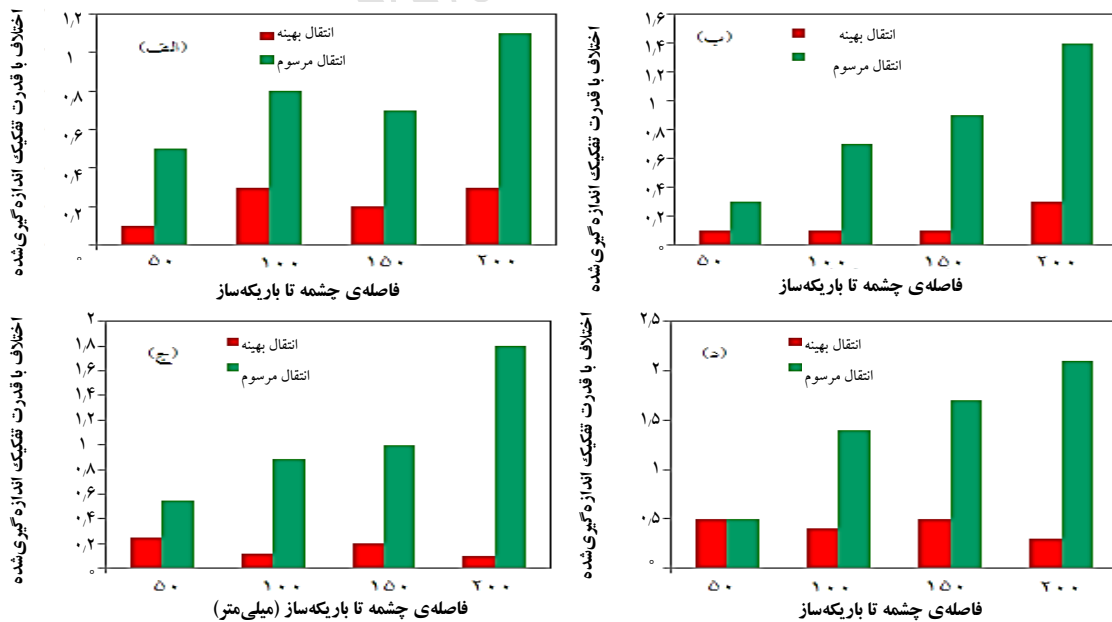 (الف)
انتقال بهینه
انتقال مرسوم
اختلاف با قدرت تفکیک اندازه گیری‌شده
۱٫۲
۱
۰٫۸
۰٫۶
۰٫۴
۰٫۲
۰
۵۰ ۱۰۰ ۱۵۰ ۲۰۰
فاصله‌ی چشمه تا باریکه‌ساز
(ب)
انتقال بهینه
انتقال مرسوم
اختلاف با قدرت تفکیک اندازه گیری‌شده
۱٫۶
۱٫۴
۱٫۲
۱
۰٫۸
۰٫۶
۰٫۴
۰٫۲
۰
۵۰ ۱۰۰ ۱۵۰ ۲۰۰
فاصله‌ی چشمه تا باریکه‌ساز
(ج)
انتقال بهینه
انتقال مرسوم
اختلاف با قدرت تفکیک اندازه گیری‌شده
۲
۱٫۸
۱٫۶
۱٫۴
۱٫۲
۱
۰٫۸
۰٫۶
۰٫۴
۰٫۲
۰
۵۰ ۱۰۰ ۱۵۰ ۲۰۰
فاصله‌ی چشمه تا باریکه‌ساز (میلی‌متر)
(د)
انتقال بهینه
انتقال مرسوم
اختلاف با قدرت تفکیک اندازه گیری‌شده
۲٫۵
۲
۱٫۵
۱
۰٫۵
۰
۵۰ ۱۰۰ ۱۵۰ ۲۰۰
فاصله‌ی چشمه تا باریکه‌ساز